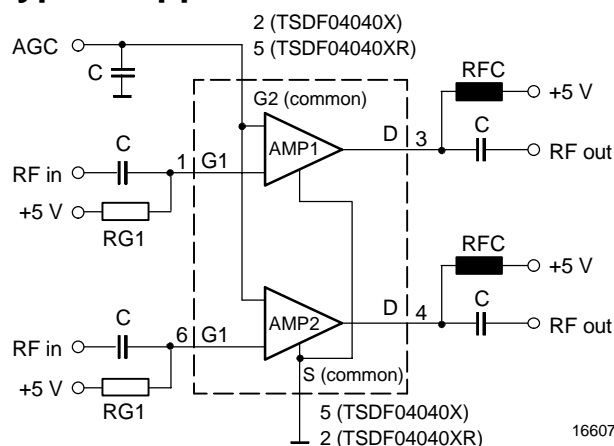 2 (TSDF04040X)
AGC
5 (TSDF04040XR)
C
RFC
+5 V
G2 (common)
D 3
C
AMP1
RF out
C
1 G1
RF in
+5 V
RG1
RFC
+5 V
D 4
C
AMP2
RF out
C
6 G1
RF in
+5 V
S (common)
RG1
5 (TSDF04040X)
2 (TSDF04040XR)
16607